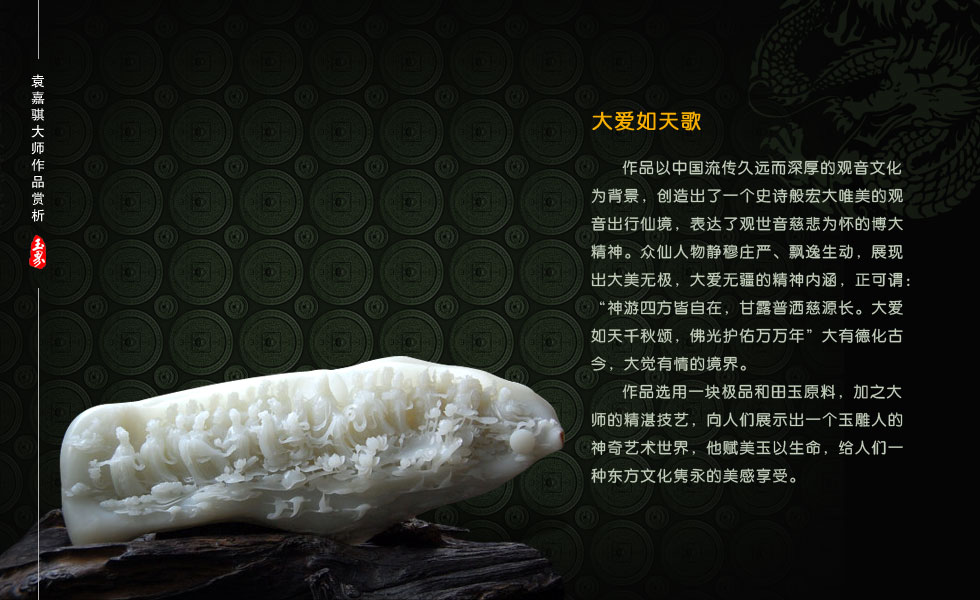 袁嘉骐大师作品赏析
玉象
大爱如天歌
作品以中国流传久远而深厚的观音文化
为背景，创造出了一个史诗般宏大唯美的观
音出行仙境，表达了观世音慈悲为怀的博大
精神。众仙人物静穆庄严、飘逸生动，展现
出大美无极，大爱无疆的精神内涵，正可谓：
“神游四方皆自在，甘露普洒慈源长。大爱
如天千秋颂，佛光护佑万万年”大有德化古
今，大觉有情的境界。
作品选用一块极品和田玉原料，加之大
师的精湛技艺，向人们展示出一个玉雕人的
神奇艺术世界，他赋美玉以生命，给人们一
种东方文化隽永的美感享受。